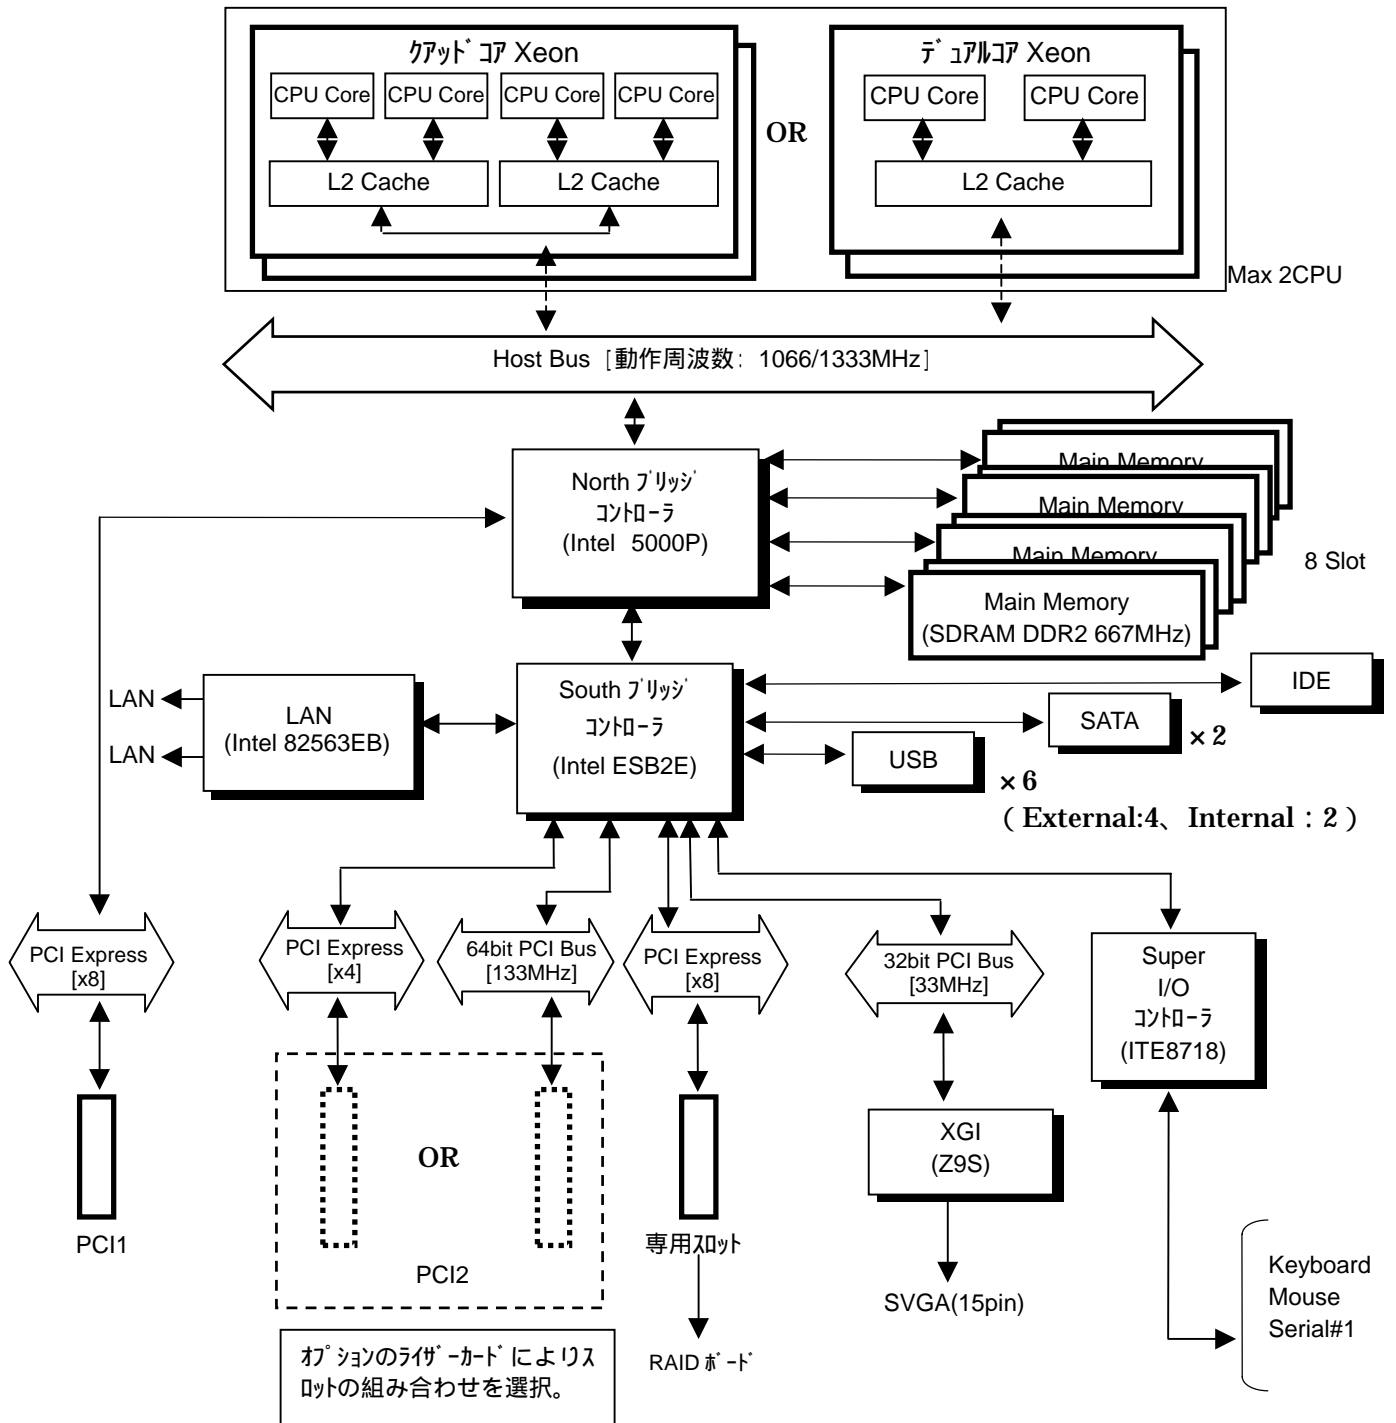 ｸｱｯﾄﾞｺｱ Xeon
CPU Core CPU Core CPU Core CPU Core
L2 Cache L2 Cache
OR
ﾃﾞｭｱﾙｺｱ Xeon
CPU Core CPU Core
L2 Cache
Max 2CPU
Host Bus [動作周波数: 1066/1333MHz]
North ﾌﾞﾘｯｼﾞ
ｺﾝﾄﾛｰﾗ
(Intel 5000P)
Main Memory
Main Memory
Main Memory
Main Memory
(SDRAM DDR2 667MHz)
8 Slot
LAN
LAN
LAN
(Intel 82563EB)
South ﾌﾞﾘｯｼﾞ
ｺﾝﾄﾛｰﾗ
(Intel ESB2E)
IDE
SATA
×2
USB
×6
（External:4、Internal：2）
PCI Express
[x8]
PCI Express
[x4]
64bit PCI Bus
[133MHz]
PCI Express
[x8]
32bit PCI Bus
[33MHz]
Super
I/O
ｺﾝﾄﾛｰﾗ
(ITE8718)
PCI1
OR
PCI2
専用ｽﾛｯﾄ
XGI
(Z9S)
SVGA(15pin)
Keyboard
Mouse
Serial#1
RAID ﾎﾞｰﾄﾞ
ｵﾌﾟｼｮﾝのﾗｲｻﾞｰｶｰﾄﾞによりｽ
ﾛｯﾄの組み合わせを選択。